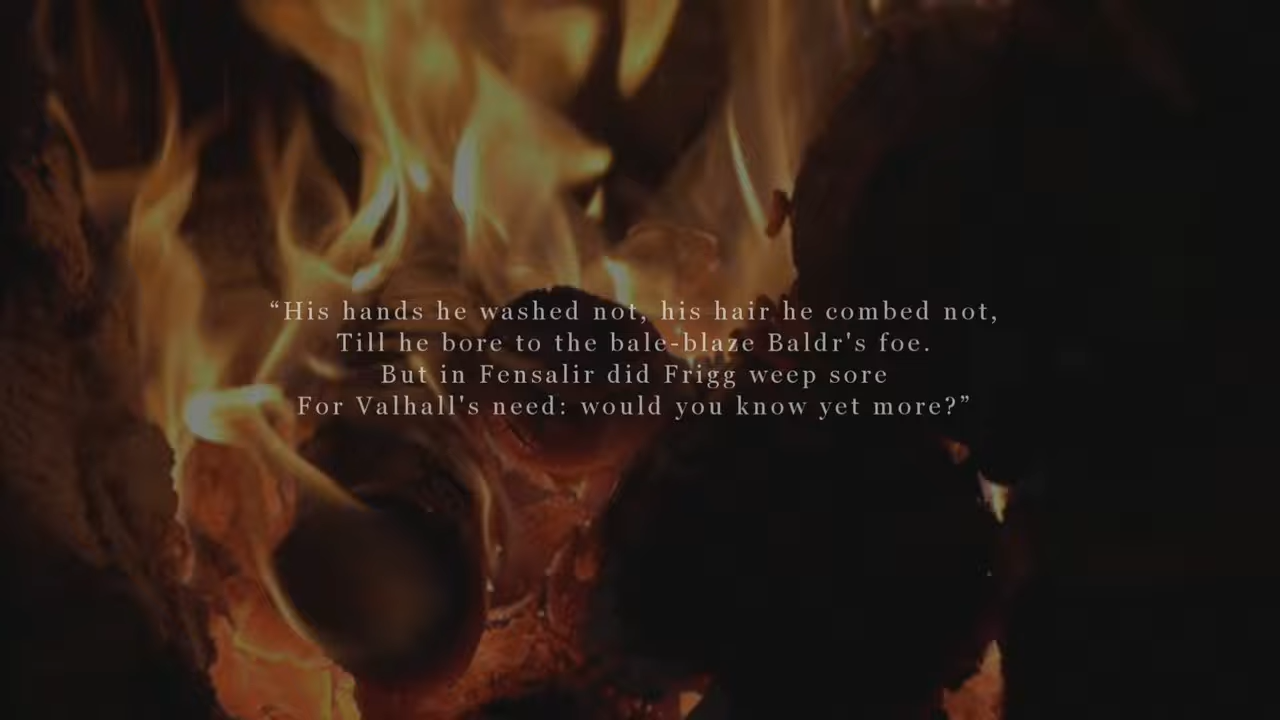 “His hands he washed not, his hair he combed not,
Till he bore to the bale-blaze Baldr's foe.
But in Fensalir did Frigg weep sore
For Valhall's need: would you know yet more?”